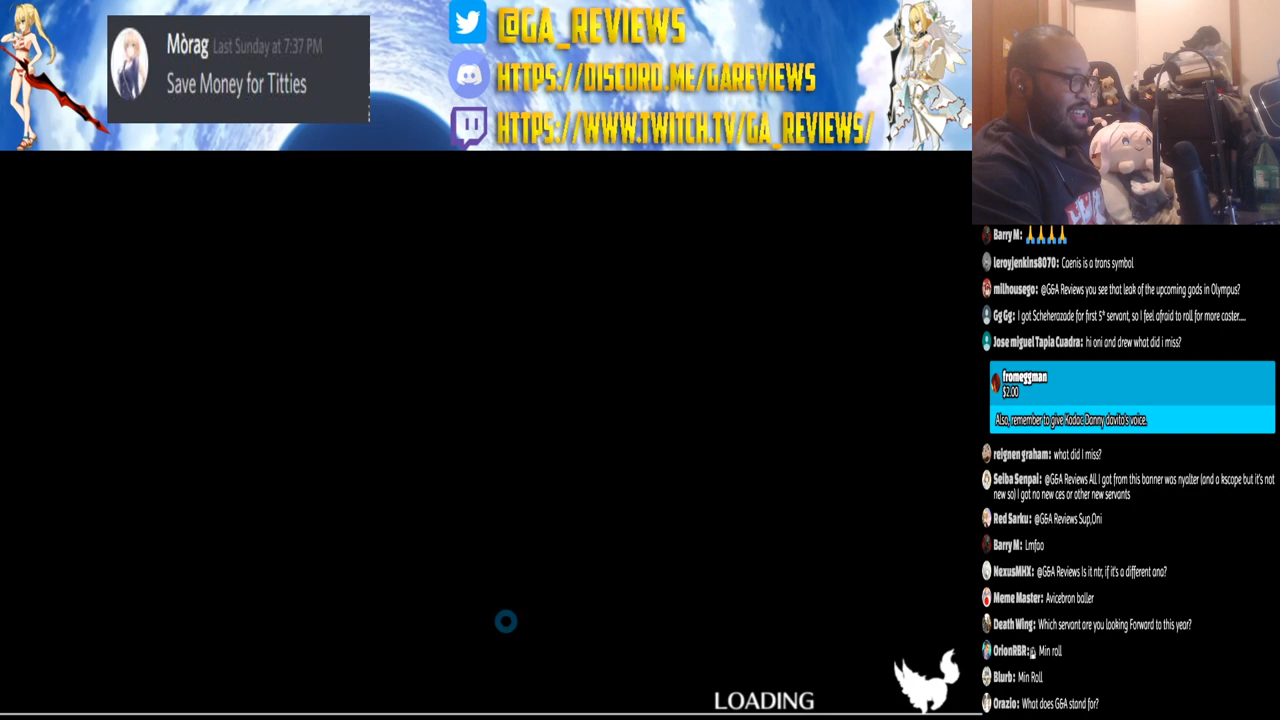 Mòrag Last Sunday at 7:37 PM
Save Money for Titties
@GA_REVIEWS
HTTPS://DISCORD.ME/GAREVIEWS
HTTPS://WWW.TWITCH.TV/GA_REVIEWS/
Barry M: 🙏🙏🙏🙏
leroyjenkins8070: Caenis is a trans symbol
milhousego: @G&A Reviews you see that leak of the upcoming gods in Olympus?
Gg Gg: I got Scheherazade for first 5* servant, so I feel afraid to roll for more caster....
Jose miguel Tapia Cuadra: hi oni and drew what did i miss?
fromeggman
$2.00
Also, remember to give Kadoc Danny davito's voice.
reignen graham: what did I miss?
Seiba Senpai: @G&A Reviews All I got from this banner was nyalter (and a kscope but it's not
new so) I got no new ces or other new servants
Red Sarku: @G&A Reviews Sup,Oni
Barry M: Lmfao
NexusMHX: @G&A Reviews Is it ntr, if it's a different ana?
Meme Master: Avicebron baller
Death Wing: Which servant are you looking Forward to this year?
OrionRBR: Min roll
Blurb: Min Roll
Orazio: What does G&A stand for?
LOADING